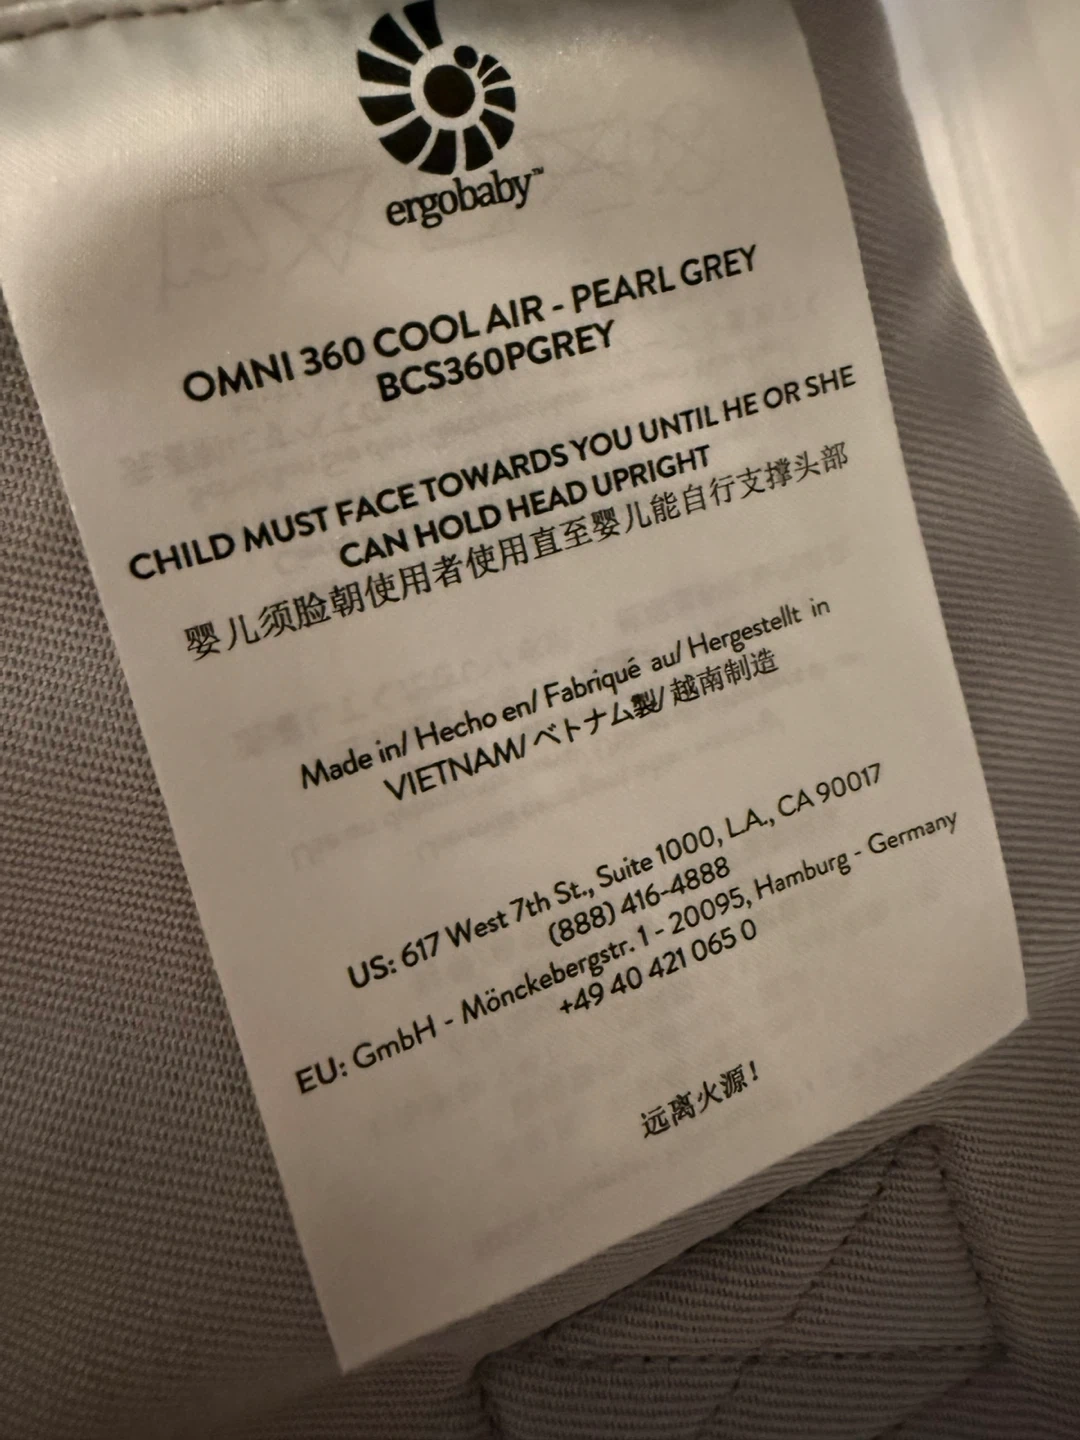 ergobaby™
OMNI 360 COOL AIR - PEARL GREY
BCS360PGREY
CHILD MUST FACE TOWARDS YOU UNTIL HE OR SHE
CAN HOLD HEAD UPRIGHT
婴儿须脸朝使用者使用直至婴儿能自行支撑头部
Made in/ Hecho en/ Fabriqué au/ Hergestellt in
VIETNAM/ ベトナム製/ 越南制造
US: 617 West 7th St., Suite 1000, L.A., CA 90017
(888) 416-4888
EU: GmbH - Mönckebergstr. 1 - 20095, Hamburg - Germany
+49 40 421 065 0
远离火源!